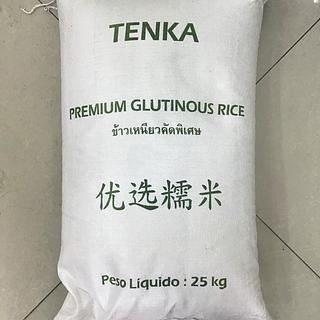 TENKA
PREMIUM GLUTINOUS RICE
ข้าวเหนียวคัดพิเศษ
优选糯米
Peso Líquido : 25 kg